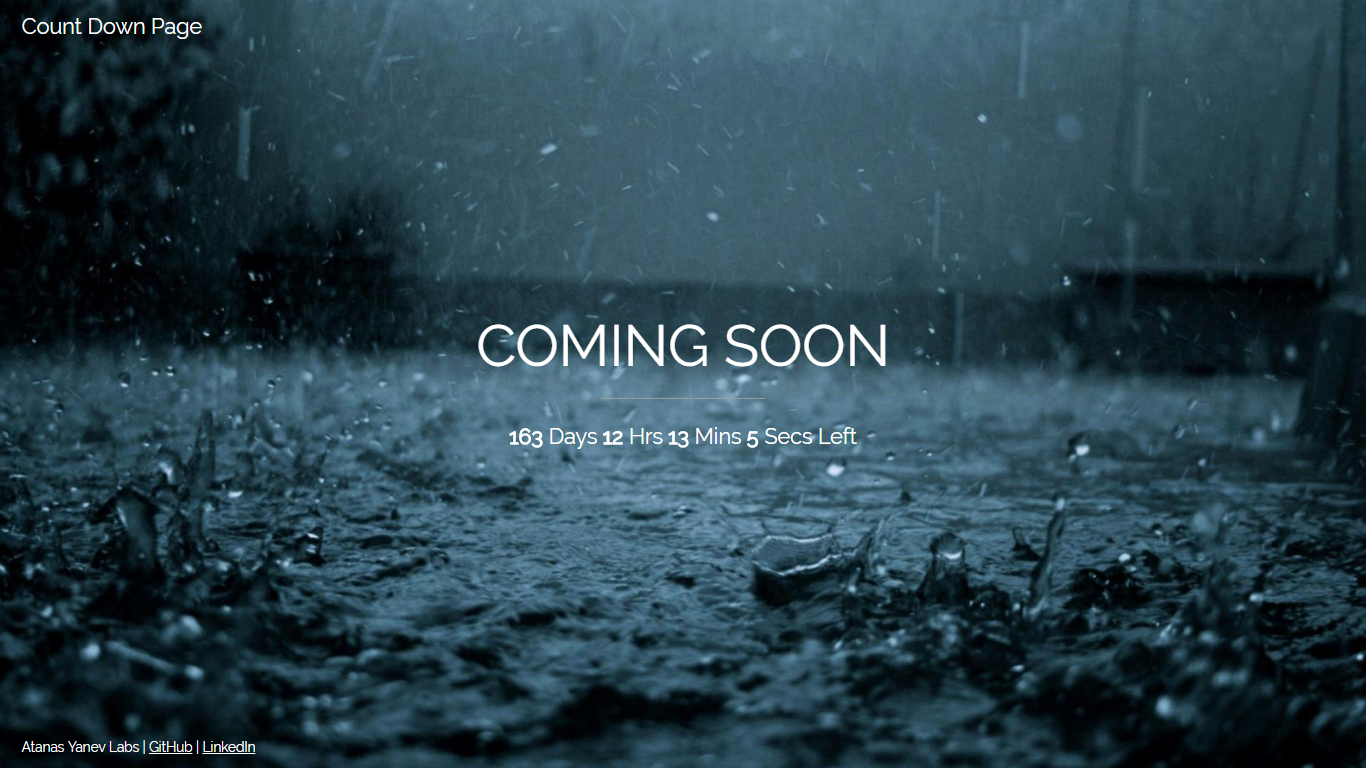 Count Down Page
COMING SOON
163 Days 12 Hrs 13 Mins 5 Secs Left
Atanas Yanev Labs | GitHub | LinkedIn